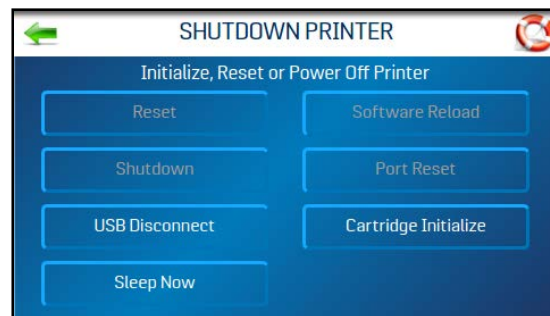 SHUTDOWN PRINTER
Initialize, Reset or Power Off Printer
Reset
Software Reload
Shutdown
Port Reset
USB Disconnect
Cartridge Initialize
Sleep Now